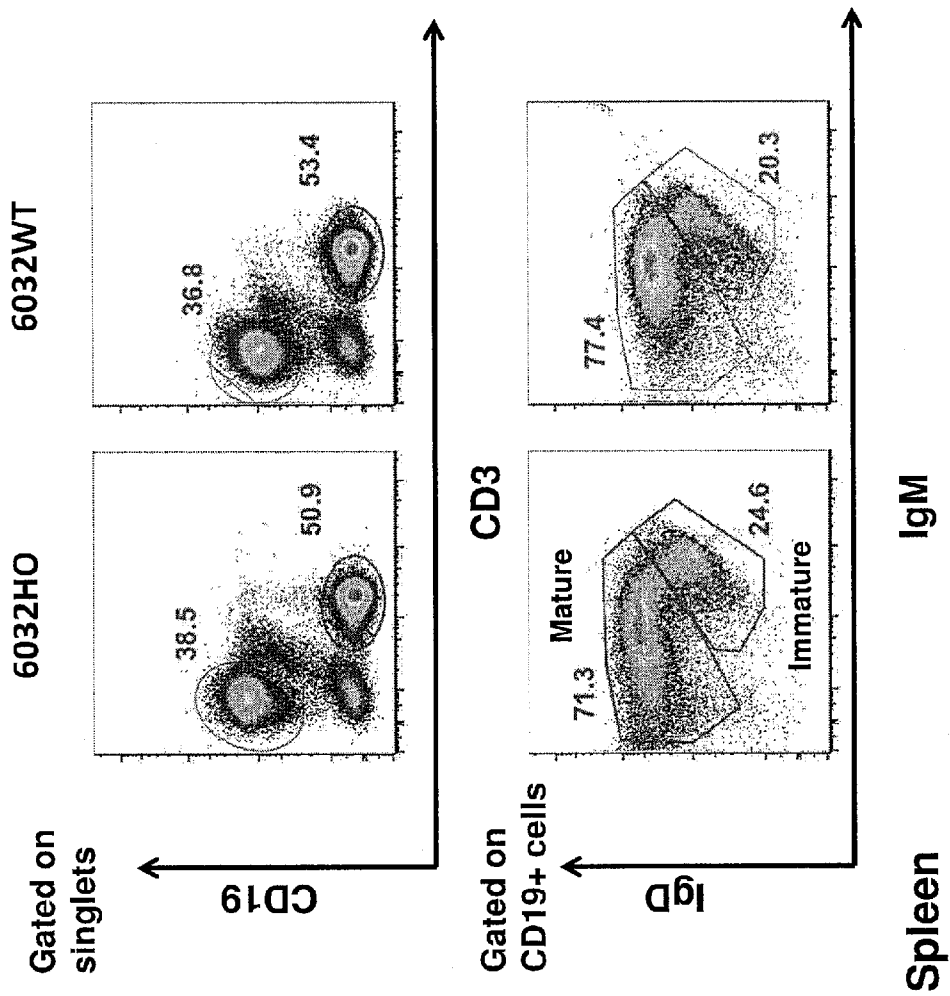 6032HO
6032WT
Gated on
singlets
CD19
38.5
50.9
36.8
53.4
CD3
Gated on
CD19+ cells
IgD
71.3
Mature
24.6
Immature
77.4
20.3
IgM
Spleen